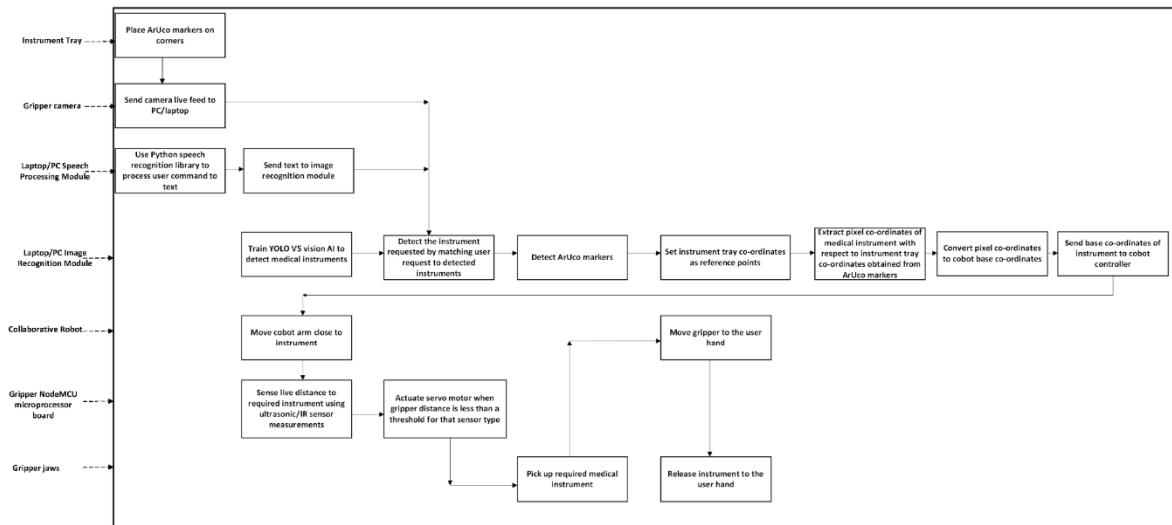 Instrument Tray
Place ArUco markers on
corners
Gripper camera
Send camera live feed to
PC/laptop
Laptop/PC Speech
Processing Module
Use Python speech
recognition library to
process user command to
text
Send text to image
recognition module
Laptop/PC Image
Recognition Module
Train YOLO V5 vision AI to
detect medical instruments
Detect the instrument
requested by matching user
request to detected
instruments
Detect ArUco markers
Set instrument tray co-ordinates
as reference points
Extract pixel co-ordinates of
medical instrument with
respect to instrument tray
co-ordinates obtained from
ArUco markers
Convert pixel co-ordinates
to cobot base co-ordinates
Send base co-ordinates of
instrument to cobot
controller
Collaborative Robot
Move cobot arm close to
instrument
Move gripper to the user
hand
Gripper NodeMCU
microprocessor
board
Sense live distance to
required instrument using
ultrasonic/IR sensor
measurements
Actuate servo motor when
gripper distance is less than a
threshold for that sensor type
Gripper jaws
Pick up required medical
instrument
Release instrument to the
user hand